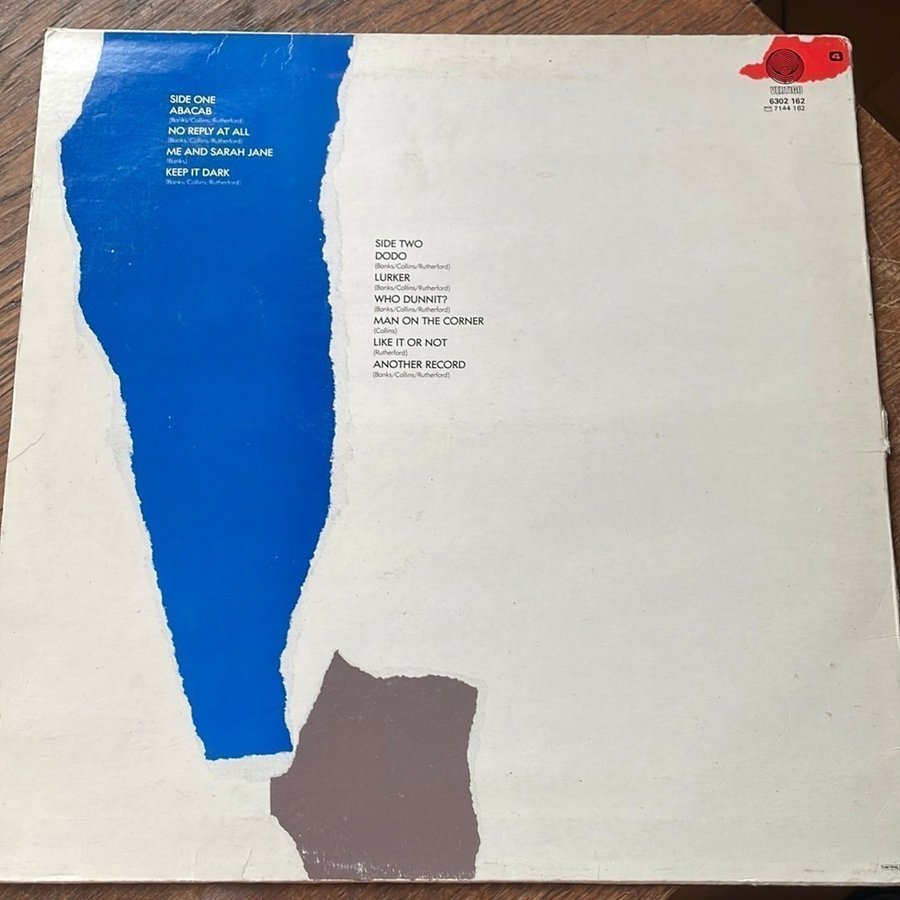 SIDE ONE
ABACAB
(Banks/Collins/Rutherford)
NO REPLY AT ALL
(Banks/Collins/Rutherford)
ME AND SARAH JANE
(Banks)
KEEP IT DARK
(Banks/Collins/Rutherford)
SIDE TWO
DODO
(Banks/Collins/Rutherford)
LURKER
(Banks/Collins/Rutherford)
WHO DUNNIT?
(Banks/Collins/Rutherford)
MAN ON THE CORNER
(Collins)
LIKE IT OR NOT
(Rutherford)
ANOTHER RECORD
(Banks/Collins/Rutherford)
4
VERTIGO
6302 162
7144 162